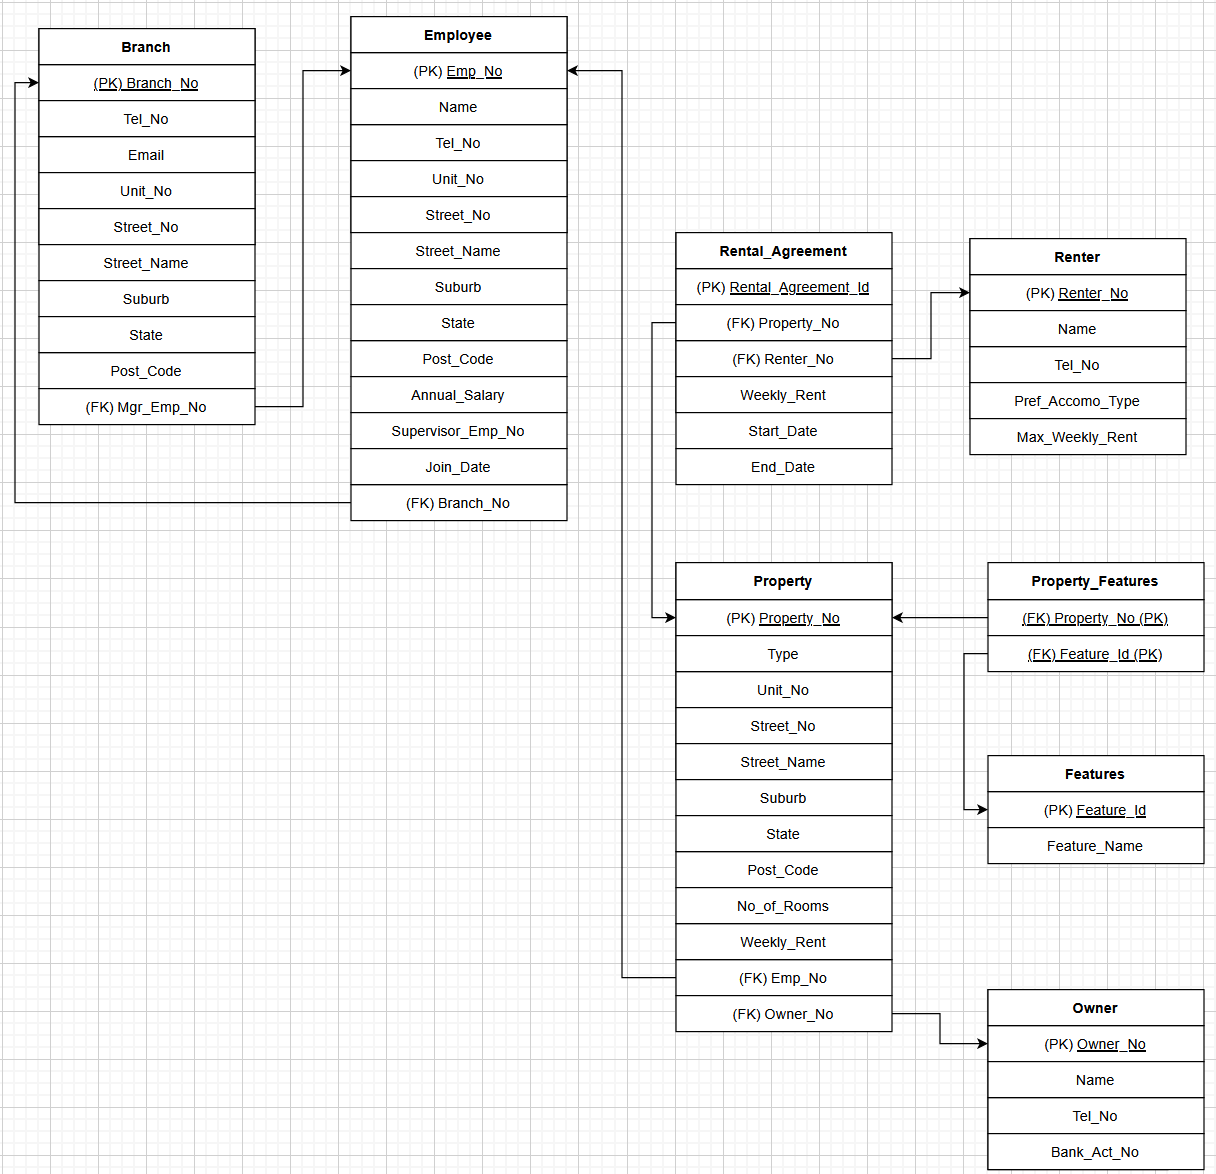 Branch
(PK) Branch_No
Tel_No
Email
Unit_No
Street_No
Street_Name
Suburb
State
Post_Code
(FK) Mgr_Emp_No
Employee
(PK) Emp_No
Name
Tel_No
Unit_No
Street_No
Street_Name
Suburb
State
Post_Code
Annual_Salary
Supervisor_Emp_No
Join_Date
(FK) Branch_No
Rental_Agreement
(PK) Rental_Agreement_Id
(FK) Property_No
(FK) Renter_No
Weekly_Rent
Start_Date
End_Date
Renter
(PK) Renter_No
Name
Tel_No
Pref_Accomo_Type
Max_Weekly_Rent
Property
(PK) Property_No
Type
Unit_No
Street_No
Street_Name
Suburb
State
Post_Code
No_of_Rooms
Weekly_Rent
(FK) Emp_No
(FK) Owner_No
Property_Features
(FK) Property_No (PK)
(FK) Feature_Id (PK)
Features
(PK) Feature_Id
Feature_Name
Owner
(PK) Owner_No
Name
Tel_No
Bank_Act_No